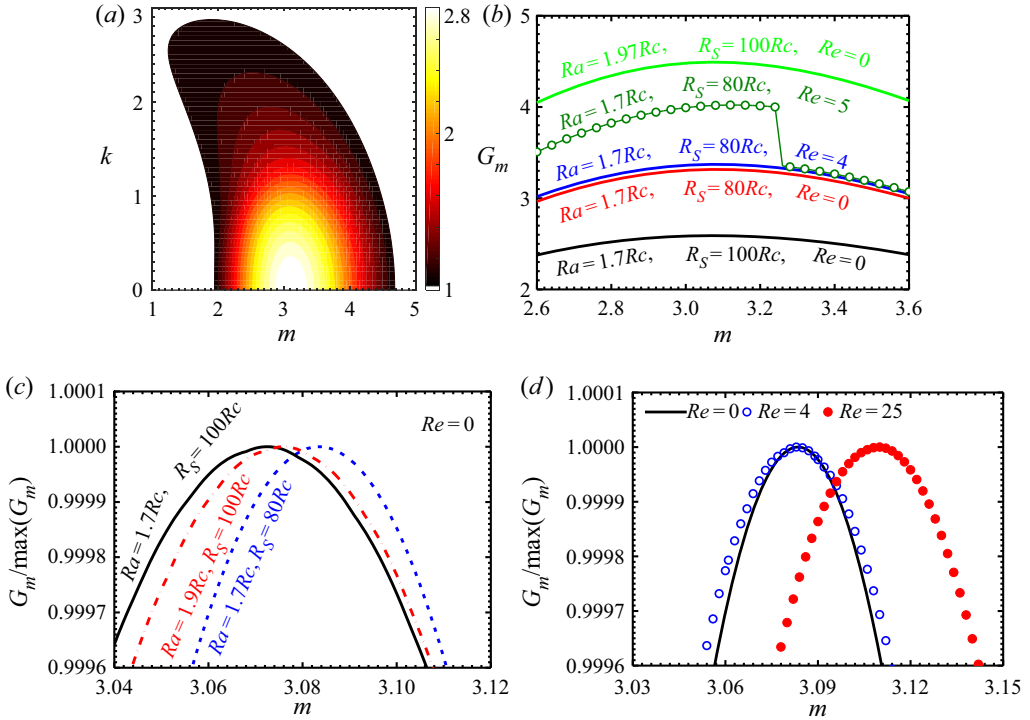 (a)
3
2
k
1
0
1
2
3
4
5
m
2.8
2
1
(b)
5
4
G_m
3
2
2.6
2.8
3.0
3.2
3.4
3.6
m
Ra = 1.97Rc, R_S = 100Rc, Re = 0
Ra = 1.7Rc, R_S = 80Rc, Re = 5
Ra = 1.7Rc, R_S = 80Rc, Re = 4
Ra = 1.7Rc, R_S = 80Rc, Re = 0
Ra = 1.7Rc, R_S = 100Rc, Re = 0
(c)
1.0001
1.0000
0.9999
0.9998
0.9997
0.9996
G_m/max(G_m)
3.04
3.06
3.08
3.10
3.12
m
Re = 0
Ra = 1.7Rc, R_S = 100Rc
Ra = 1.9Rc, R_S = 100Rc
Ra = 1.7Rc, R_S = 80Rc
(d)
1.0001
1.0000
0.9999
0.9998
0.9997
0.9996
G_m/max(G_m)
3.03
3.06
3.09
3.12
3.15
m
Re = 0 Re = 4 Re = 25